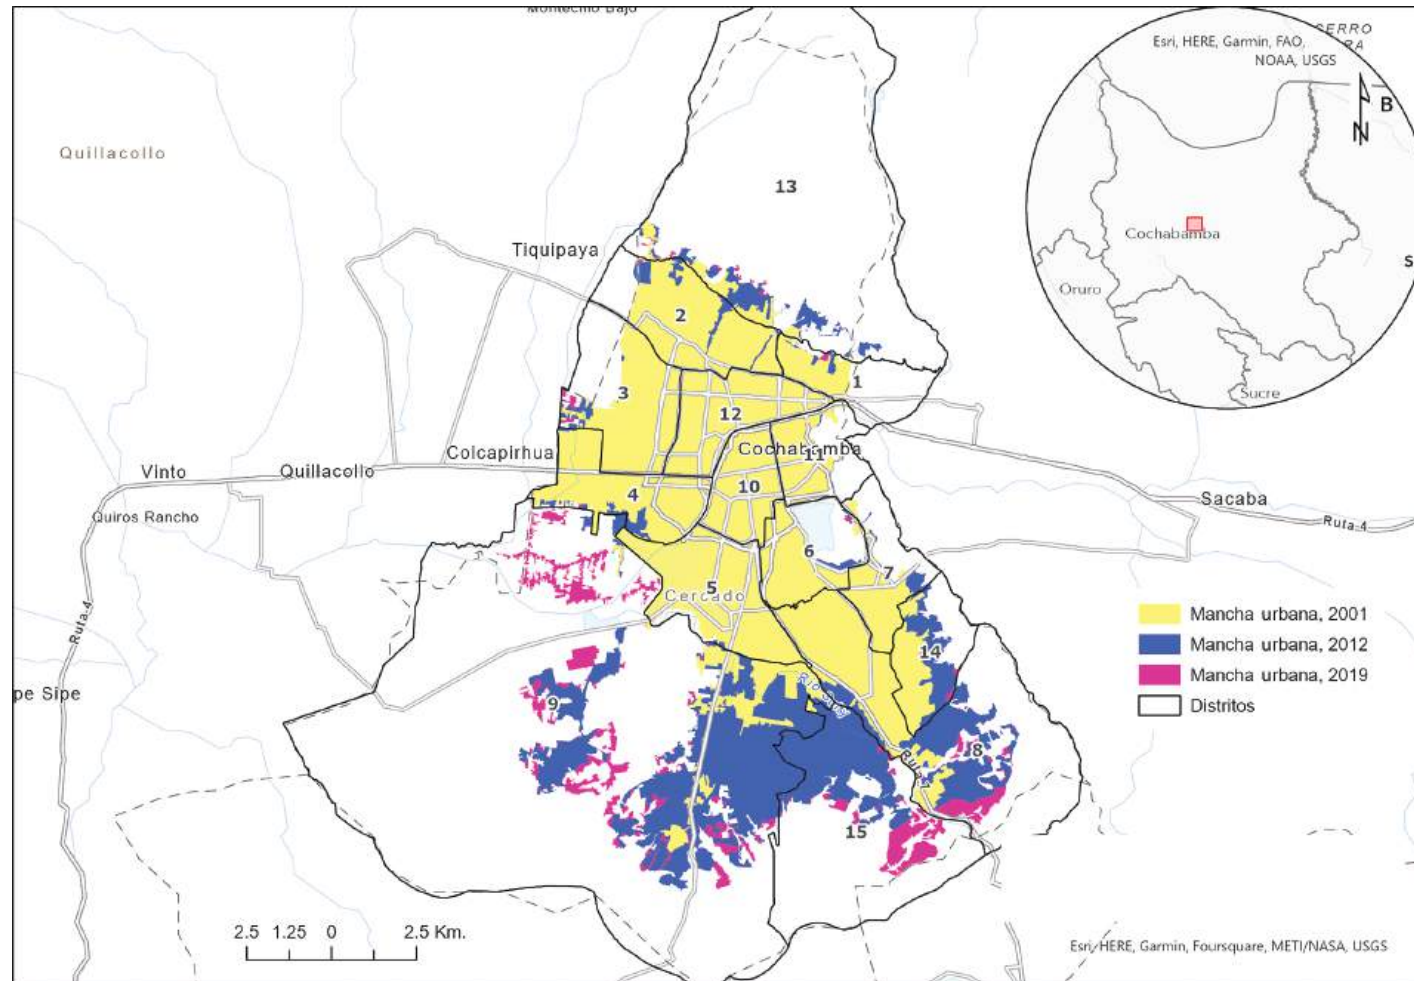 Montecillo Bajo
SERRO
Esri, HERE, Garmin, FAO,
NOAA, USGS
B
N
Quillacollo
13
Cochabamba
Tiquipaya
S
Oruro
2
1
3
Sucre
12
Colcapirhua
Cochabamba
11
Vinto
Quillacollo
10
4
Sacaba
Quiros Rancho
Ruta 4
6
7
5
Cercado
Ruta 4
Mancha urbana, 2001
Mancha urbana, 2012
14
Mancha urbana, 2019
pe Sipe
9
Distritos
8
15
2.5 1.25 0 2.5 Km.
Esri, HERE, Garmin, Foursquare, METI/NASA, USGS